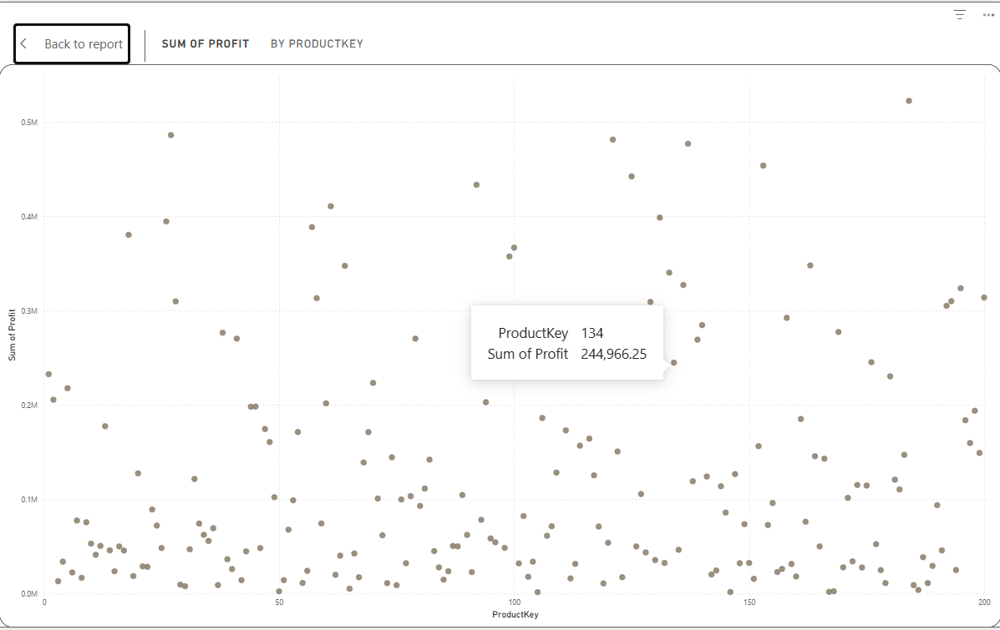 Back to report
SUM OF PROFIT BY PRODUCTKEY
0.5M
0.4M
0.3M
0.2M
0.1M
0.0M
Sum of Profit
ProductKey 134
Sum of Profit 244,966.25
0 50 100 150 200
ProductKey